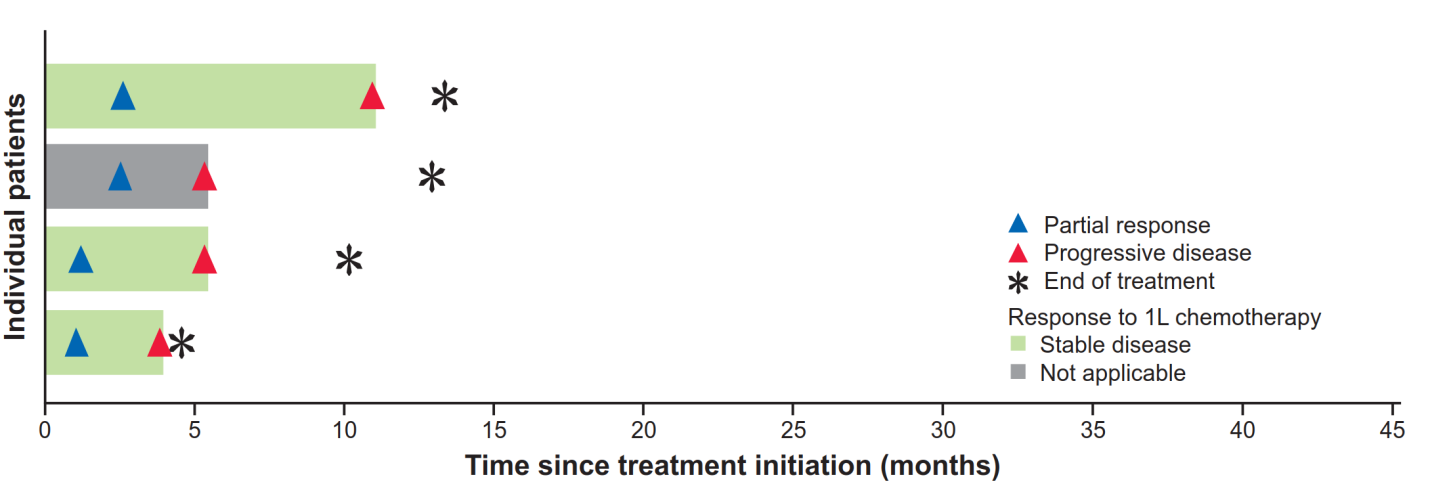 Individual patients
Partial response
Progressive disease
End of treatment
Response to 1L chemotherapy
Stable disease
Not applicable
0 5 10 15 20 25 30 35 40 45
Time since treatment initiation (months)